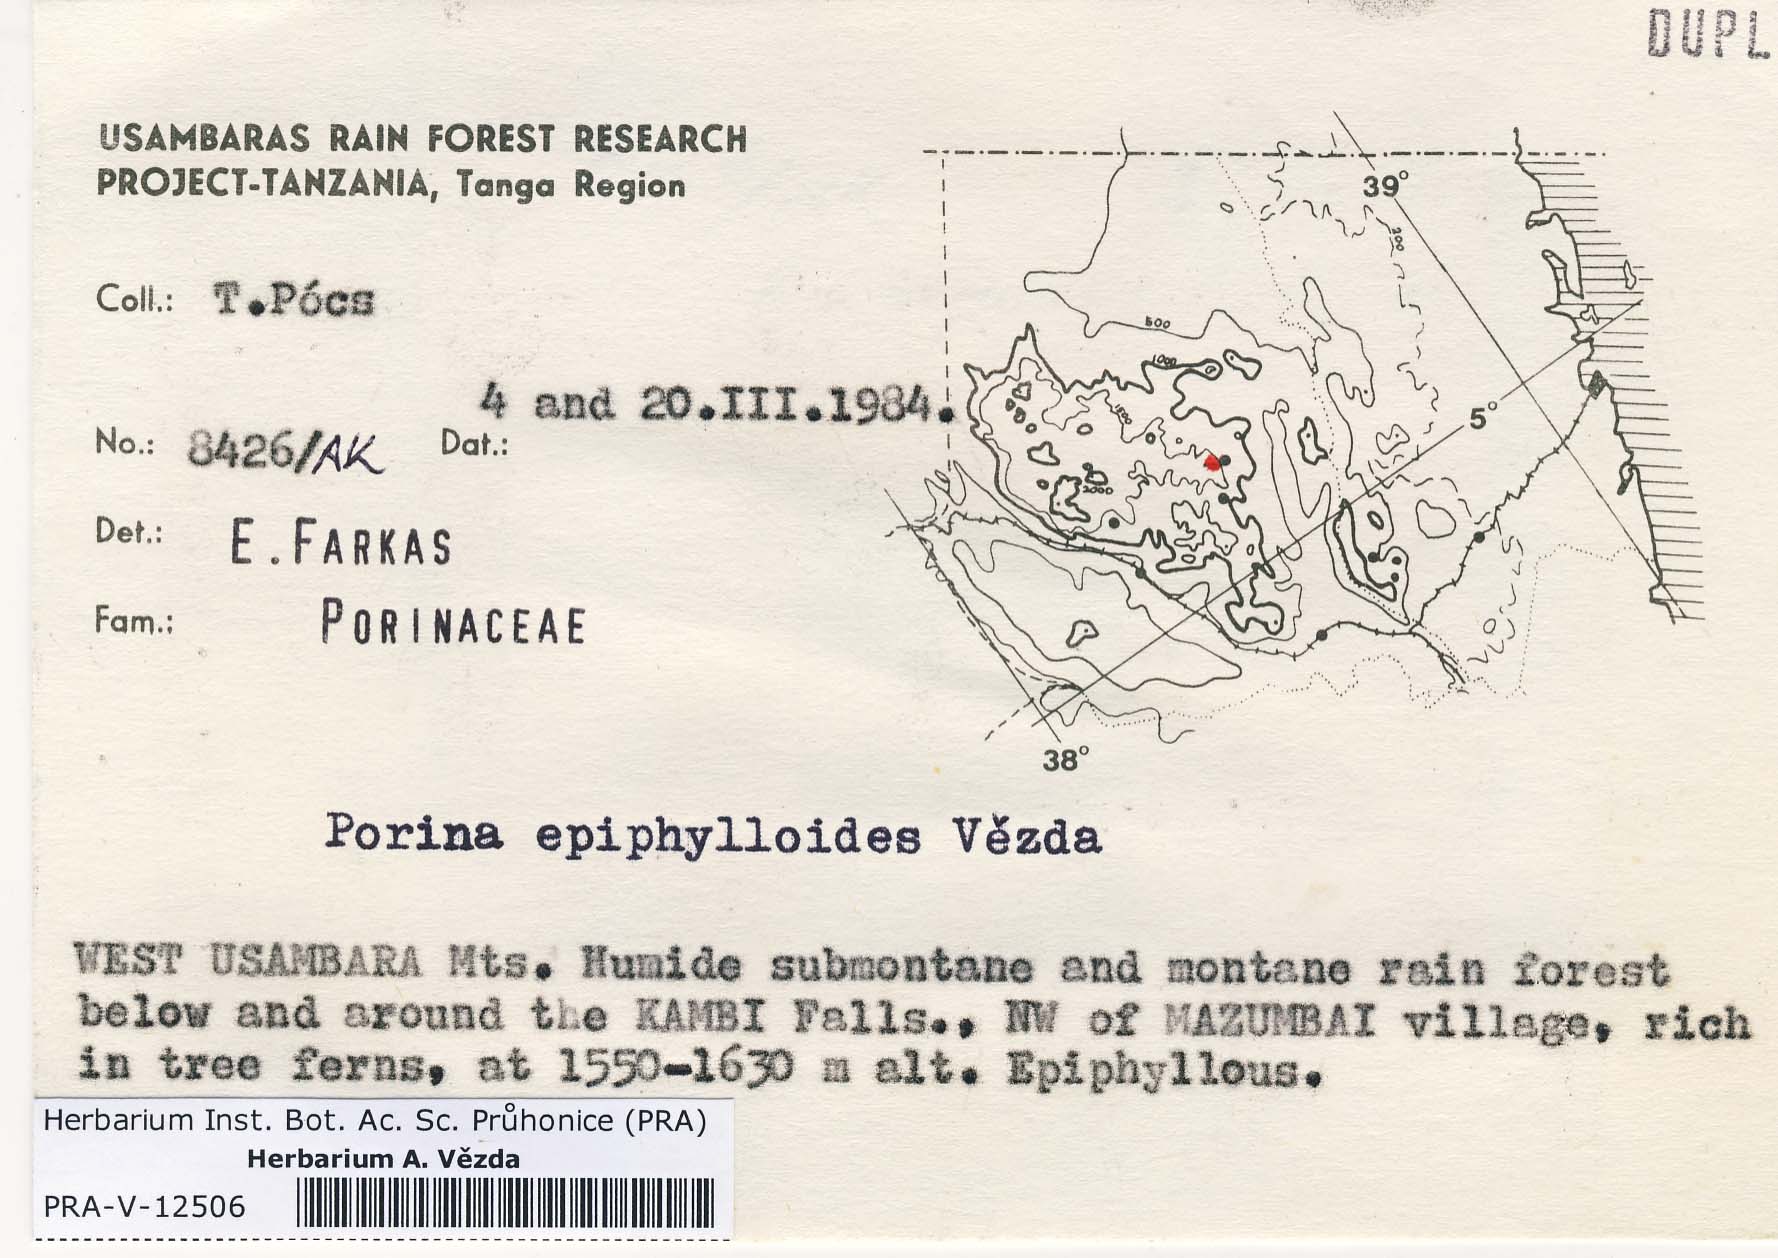 DUPL
USAMBARAS RAIN FOREST RESEARCH
PROJECT-TANZANIA, Tanga Region
Coll.: T.Pócs
4 and 20.III.1984.
No.: 8426/AK Dat.:
Det.: E. FARKAS
Fam.: PORINACEAE
39°
200
500
1000
1500
5°
2000
38°
Porina epiphylloides Vězda
WEST USAMBARA Mts. Humide submontane and montane rain forest
below and around the KAMBI Falls., NW of MAZUMBAI village, rich
in tree ferns, at 1550-1630 m alt. Epiphyllous.
Herbarium Inst. Bot. Ac. Sc. Průhonice (PRA)
Herbarium A. Vězda
PRA-V-12506